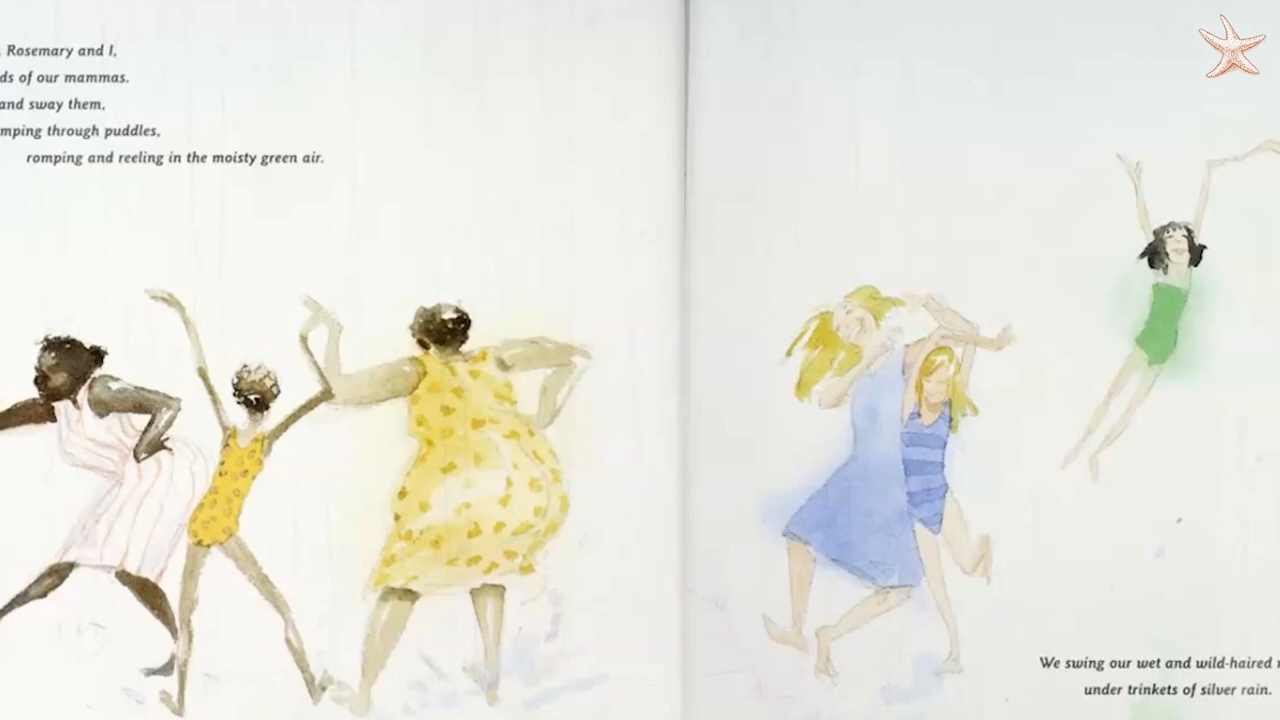 , Rosemary and I,
ds of our mammas.
and sway them,
mping through puddles,
romping and reeling in the moisty green air.
We swing our wet and wild-haired
under trinkets of silver rain.